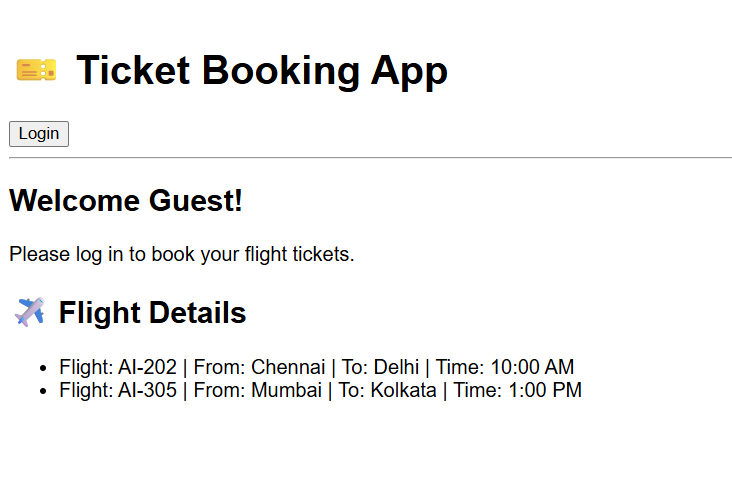 🎫 Ticket Booking App
Login
Welcome Guest!
Please log in to book your flight tickets.
✈️ Flight Details
• Flight: AI-202 | From: Chennai | To: Delhi | Time: 10:00 AM
• Flight: AI-305 | From: Mumbai | To: Kolkata | Time: 1:00 PM